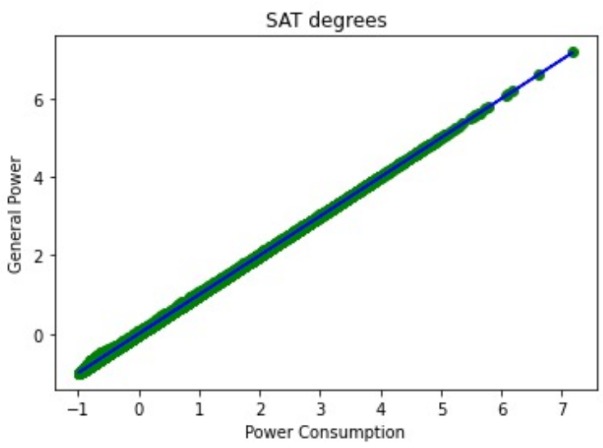 SAT degrees
General Power
6
4
2
0
−1 0 1 2 3 4 5 6 7
Power Consumption